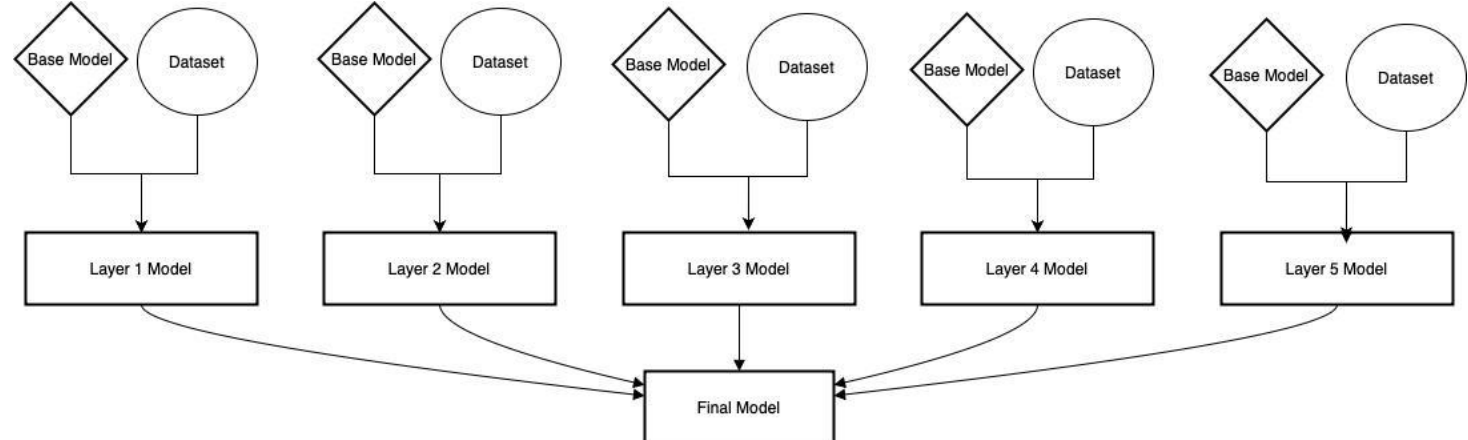 Base Model
Dataset
Base Model
Dataset
Base Model
Dataset
Base Model
Dataset
Base Model
Dataset
Layer 1 Model
Layer 2 Model
Layer 3 Model
Layer 4 Model
Layer 5 Model
Final Model